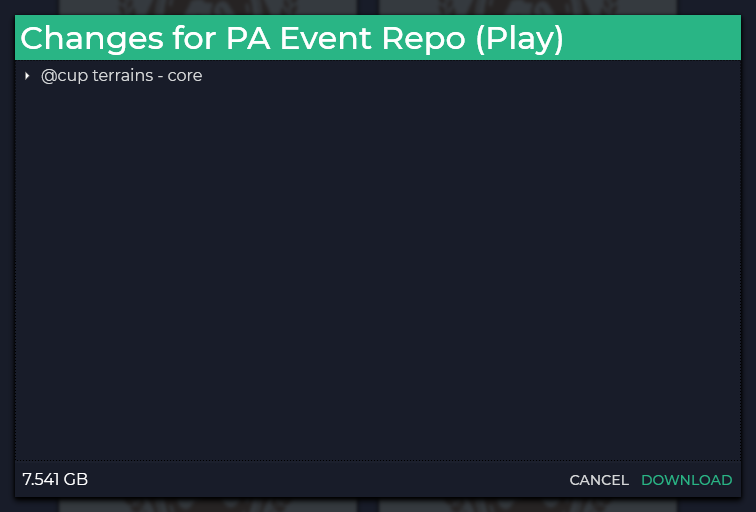 Changes for PA Event Repo (Play)
@cup terrains - core
7.541 GB
CANCEL DOWNLOAD